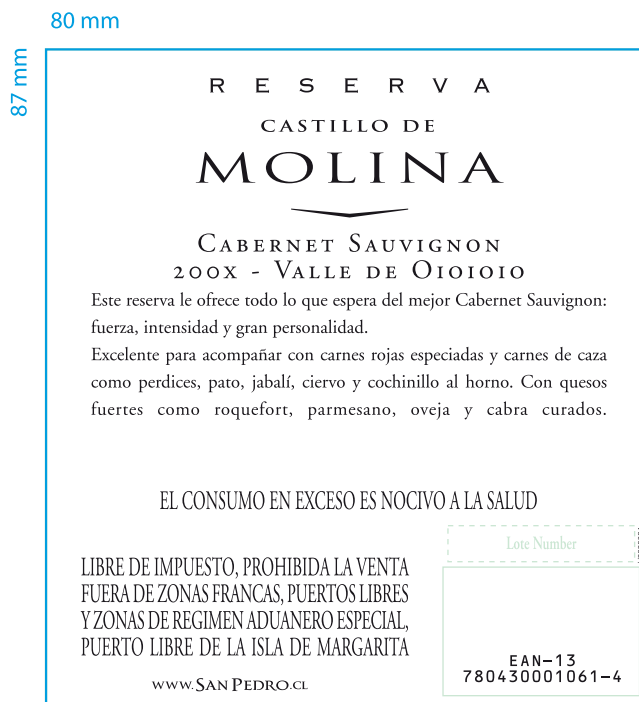 80 mm
87 mm
RESERVA
CASTILLO DE
MOLINA
CABERNET SAUVIGNON
200X - VALLE DE OIOIOIO
Este reserva le ofrece todo lo que espera del mejor Cabernet Sauvignon:
fuerza, intensidad y gran personalidad.
Excelente para acompañar con carnes rojas especiadas y carnes de caza
como perdices, pato, jabalí, ciervo y cochinillo al horno. Con quesos
fuertes como roquefort, parmesano, oveja y cabra curados.
EL CONSUMO EN EXCESO ES NOCIVO A LA SALUD
Lote Number
LIBRE DE IMPUESTO, PROHIBIDA LA VENTA
FUERA DE ZONAS FRANCAS, PUERTOS LIBRES
Y ZONAS DE REGIMEN ADUANERO ESPECIAL,
PUERTO LIBRE DE LA ISLA DE MARGARITA
WWW.SAN PEDRO.CL
EAN-13
780430001061-4